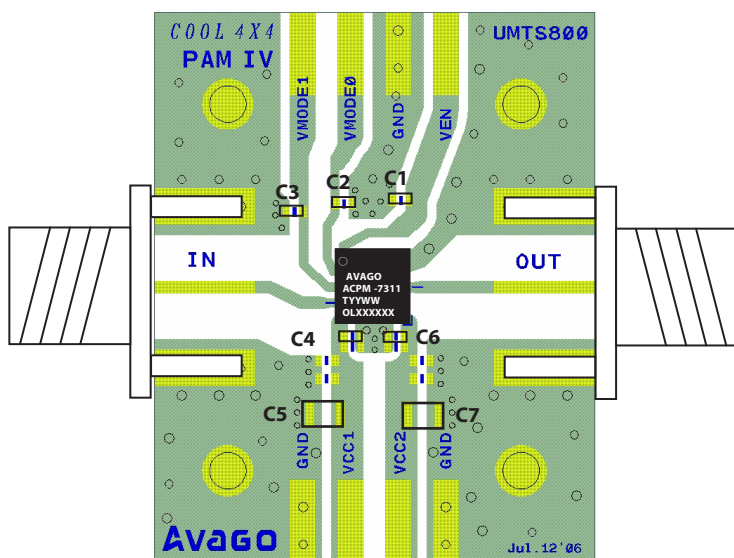 COOL 4X4
UMTS800
PAM IV
VMODE1
VMODE0
GND
VEN
C3
C2
C1
IN
OUT
AVAGO
ACPM -7311
TYYWW
OLXXXXXX
C4
C6
C5
C7
GND
VCC1
VCC2
GND
Avago
Jul.12'06